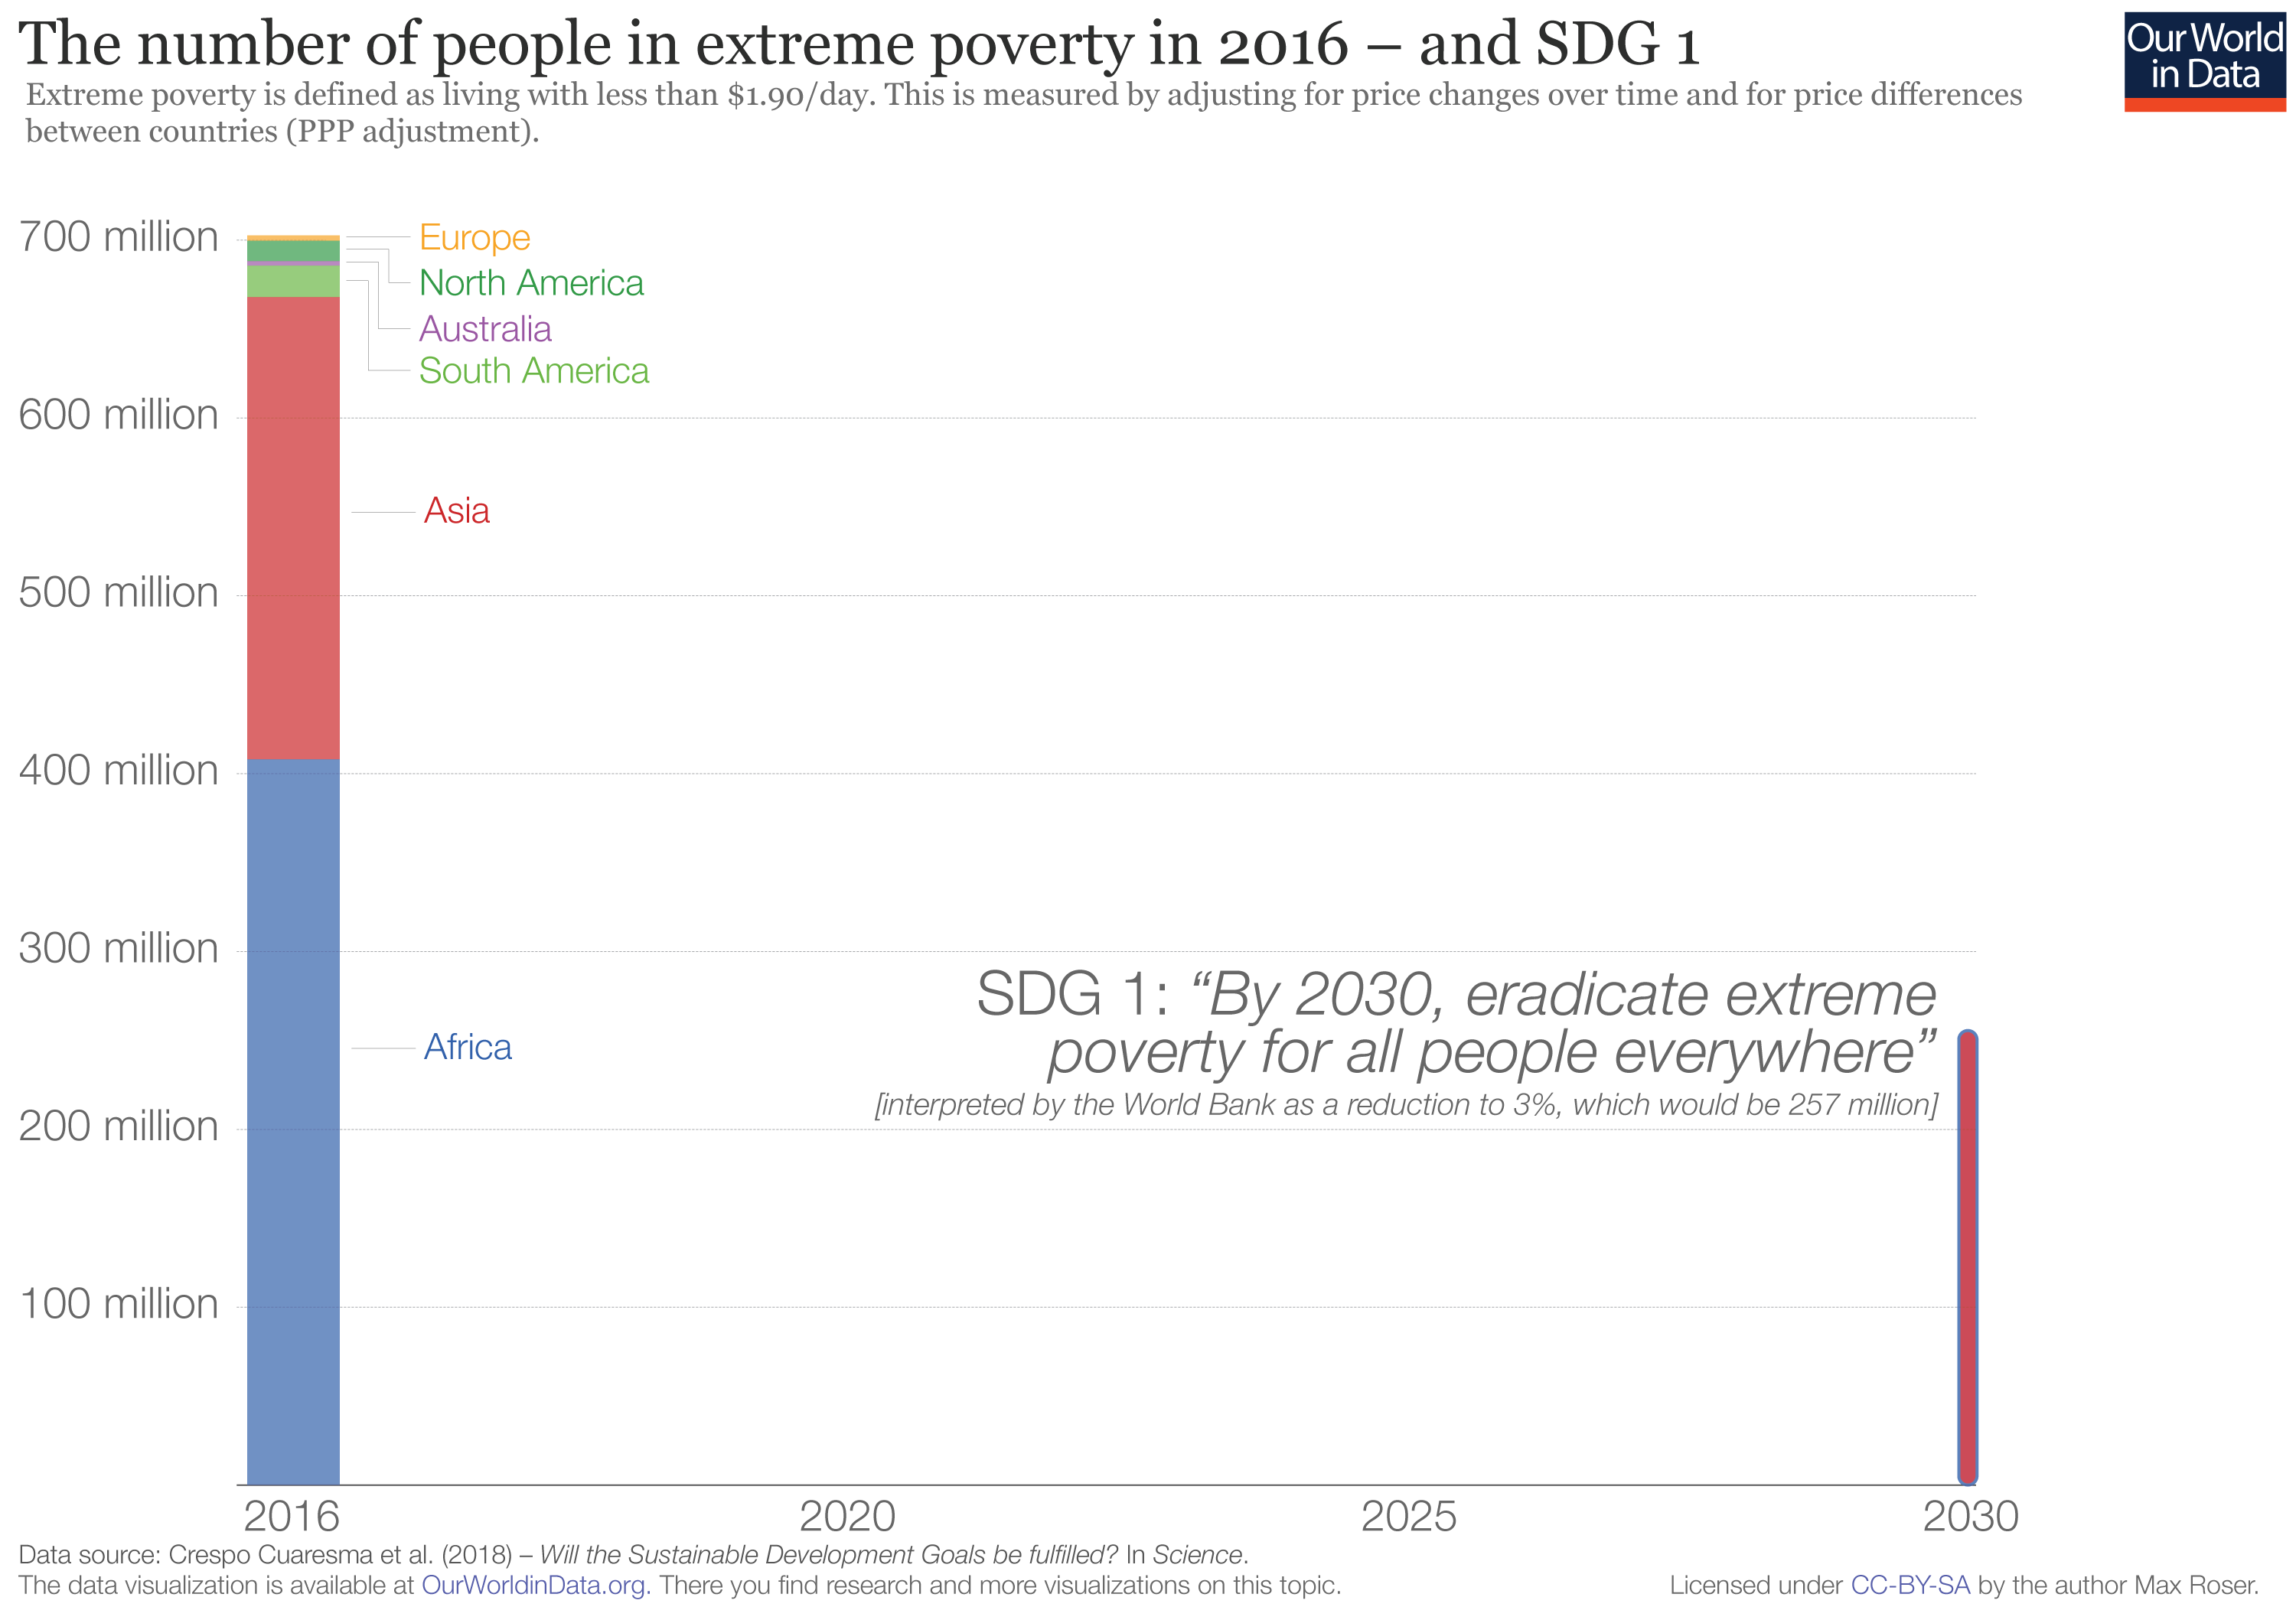 The number of people in extreme poverty in 2016 – and SDG 1
Extreme poverty is defined as living with less than $1.90/day. This is measured by adjusting for price changes over time and for price differences
between countries (PPP adjustment).
Our World
in Data
700 million
Europe
North America
Australia
South America
600 million
Asia
500 million
400 million
300 million
SDG 1: “By 2030, eradicate extreme
poverty for all people everywhere”
[interpreted by the World Bank as a reduction to 3%, which would be 257 million]
Africa
200 million
100 million
2016
2020
2025
2030
Data source: Crespo Cuaresma et al. (2018) – Will the Sustainable Development Goals be fulfilled? In Science.
The data visualization is available at OurWorldinData.org. There you find research and more visualizations on this topic.
Licensed under CC-BY-SA by the author Max Roser.